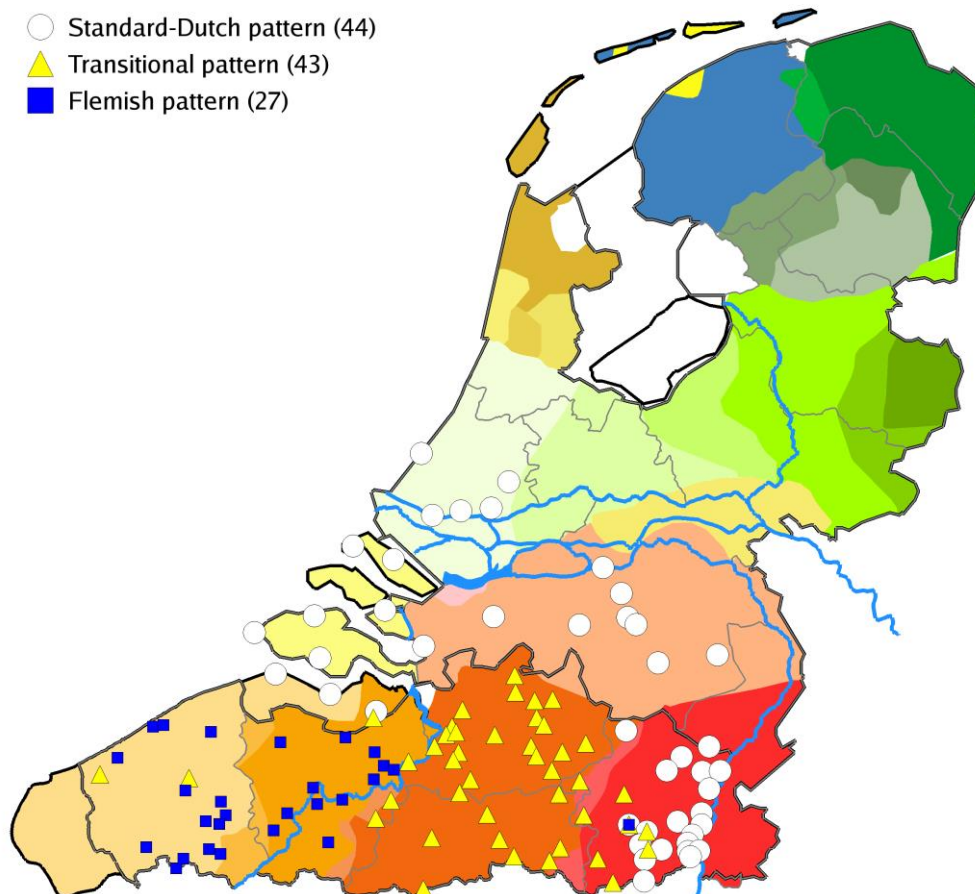 Standard-Dutch pattern (44)
Transitional pattern (43)
Flemish pattern (27)